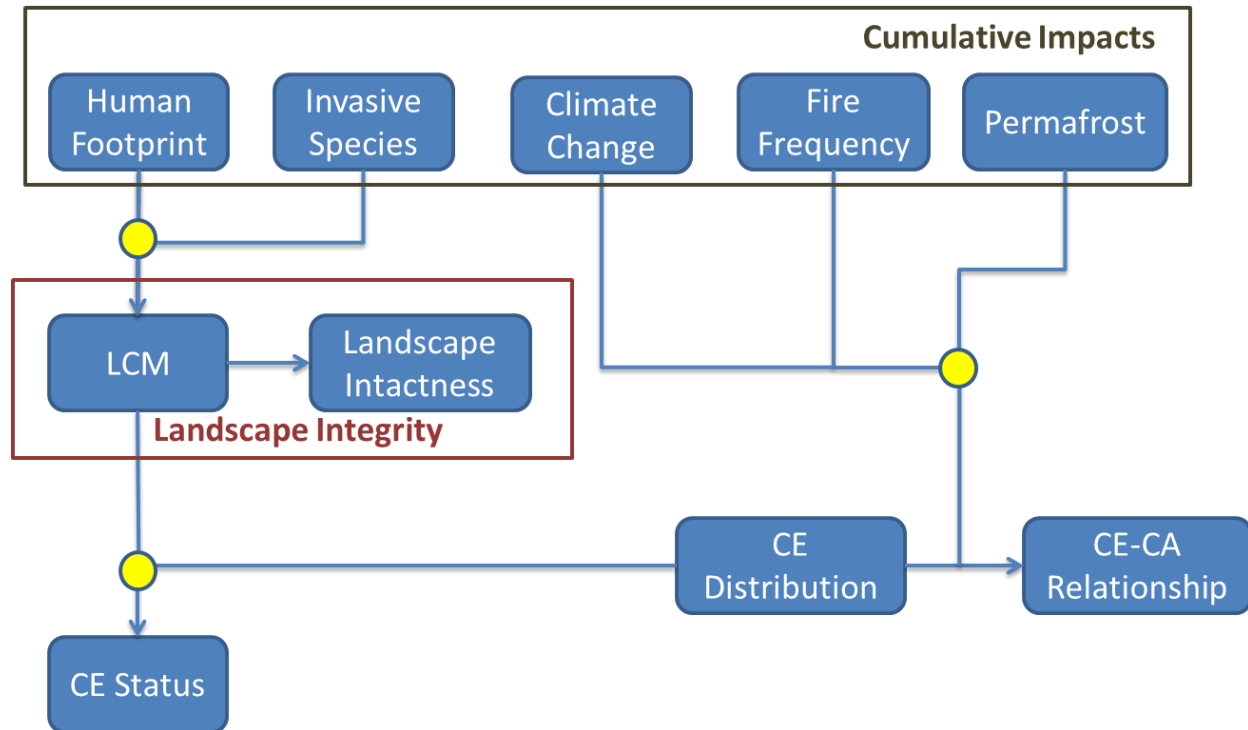 Cumulative Impacts
Human
Footprint
Invasive
Species
Climate
Change
Fire
Frequency
Permafrost
LCM
Landscape
Intactness
Landscape Integrity
CE
Distribution
CE-CA
Relationship
CE Status